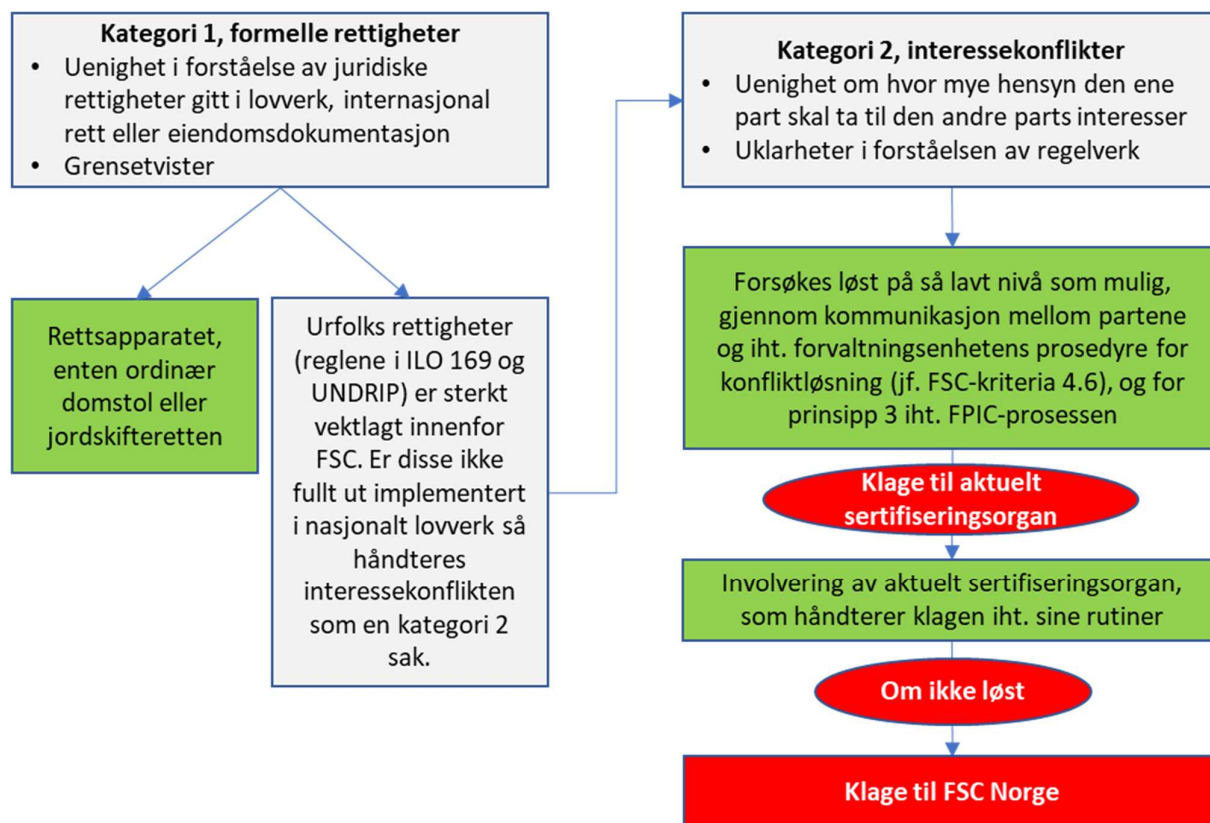 Kategori 1, formelle rettigheter
• Uenighet i forståelse av juridiske
rettigheter gitt i lovverk, internasjonal
rett eller eiendomsdokumentasjon
• Grensetvister
Rettsapparatet,
enten ordinær
domstol eller
jordskifteretten
Urfolks rettigheter
(reglene i ILO 169 og
UNDRIP) er sterkt
vektlagt innenfor
FSC. Er disse ikke
fullt ut implementert
i nasjonalt lovverk så
håndteres
interessekonflikten
som en kategori 2
sak.
Kategori 2, interessekonflikter
• Uenighet om hvor mye hensyn den ene
part skal ta til den andre parts interesser
• Uklarheter i forståelsen av regelverk
Forsøkes løst på så lavt nivå som mulig,
gjennom kommunikasjon mellom partene
og iht. forvaltningsenhetens prosedyre for
konfliktløsning (jf. FSC-kriteria 4.6), og for
prinsipp 3 iht. FPIC-prosessen
Klage til aktuelt
sertifiseringsorgan
Involvering av aktuelt sertifiseringsorgan,
som håndterer klagen iht. sine rutiner
Om ikke løst
Klage til FSC Norge